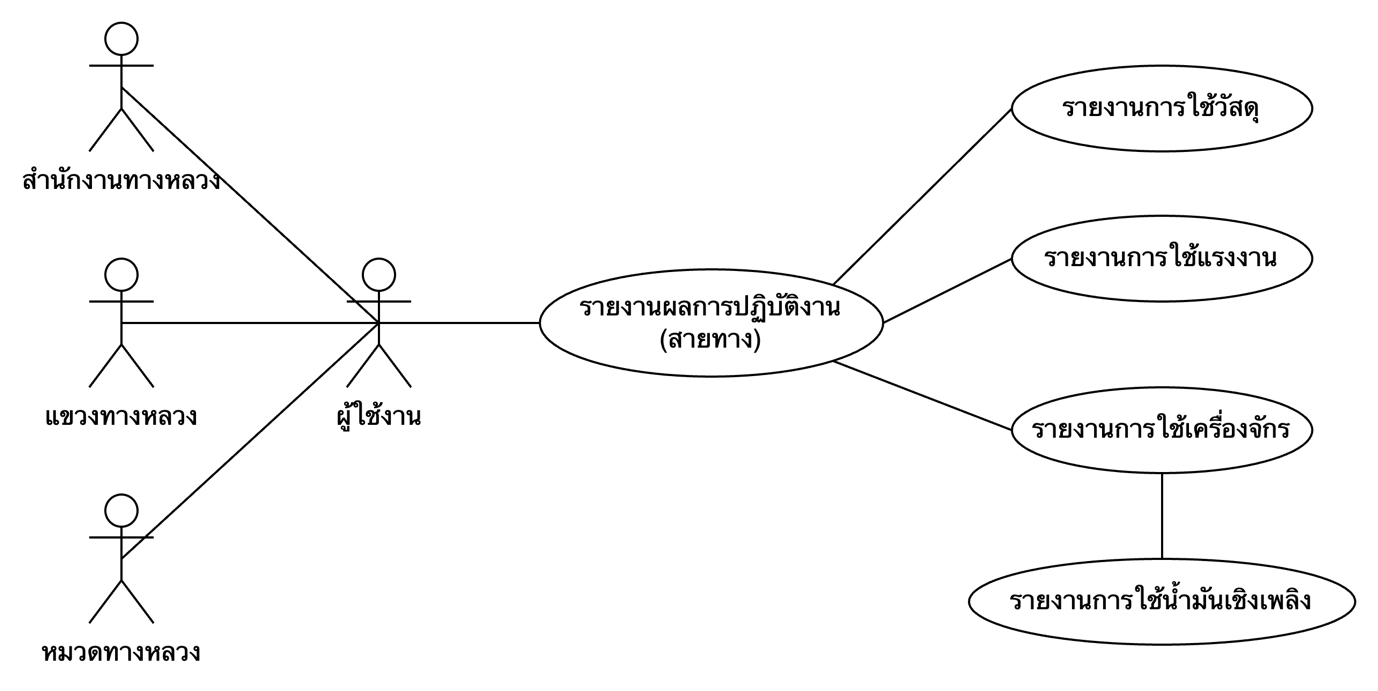 สำนักงานทางหลวง
แขวงทางหลวง
หมวดทางหลวง
ผู้ใช้งาน
รายงานผลการปฏิบัติงาน
(สายทาง)
รายงานการใช้วัสดุ
รายงานการใช้แรงงาน
รายงานการใช้เครื่องจักร
รายงานการใช้น้ำมันเชิงเพลิง